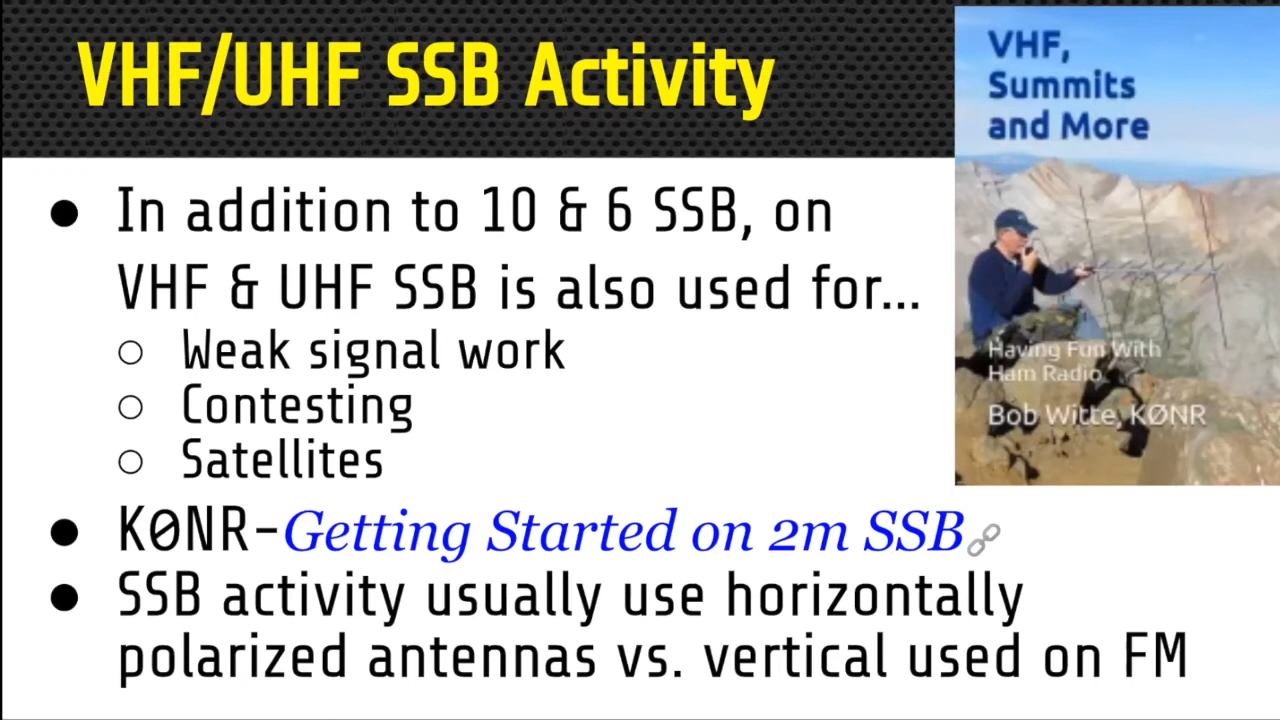 VHF/UHF SSB Activity
VHF,
Summits
and More
Having Fun With
Ham Radio
Bob Witte, KØNR
● In addition to 10 & 6 SSB, on
VHF & UHF SSB is also used for...
○ Weak signal work
○ Contesting
○ Satellites
● KØNR-Getting Started on 2m SSB
● SSB activity usually use horizontally
polarized antennas vs. vertical used on FM